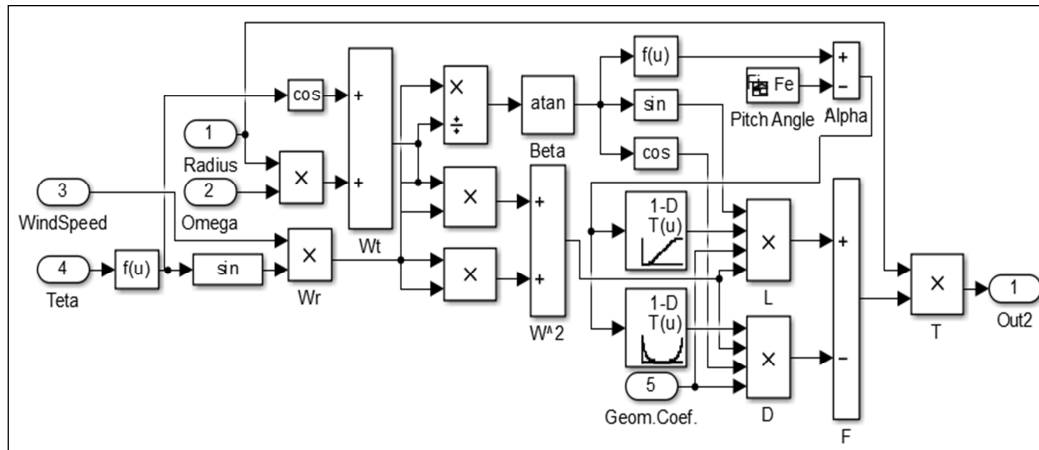 f(u)
+
−
Fe
Pitch Angle
Alpha
cos
+
+
Wt
×
÷
atan
Beta
sin
cos
1
Radius
2
Omega
×
3
WindSpeed
4
Teta
f(u)
sin
×
Wr
×
×
+
+
W^2
1-D
T(u)
1-D
T(u)
×
L
×
D
5
Geom.Coef.
+
−
F
×
T
1
Out2